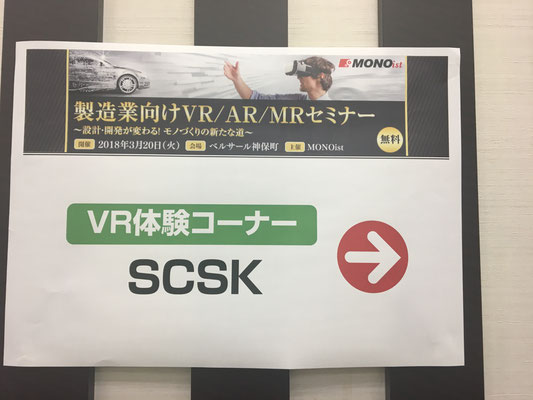 MONOist
製造業向けVR/AR/MRセミナー
～設計・開発が変わる! モノづくりの新たな道～
無料
開催 2018年3月20日(火) 会場 ベルサール神保町 主催 MONOist
VR体験コーナー
SCSK